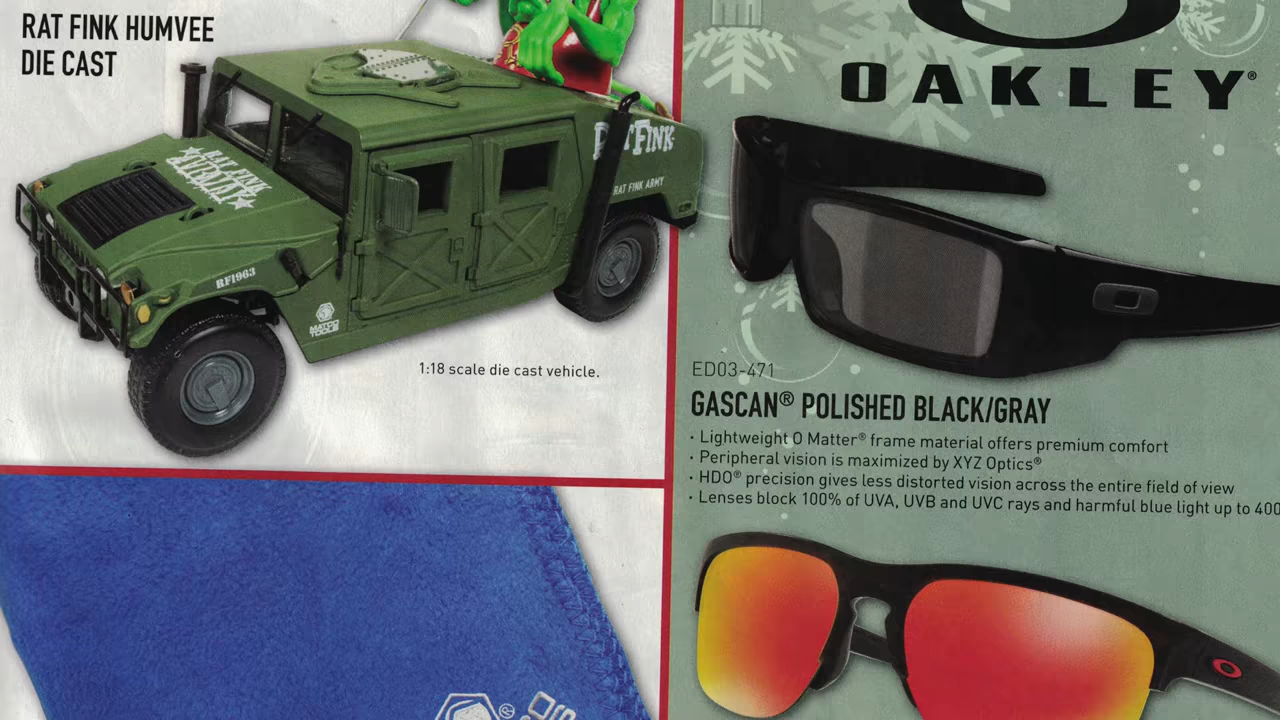 RAT FINK HUMVEE
DIE CAST
RAT FINK
RAT FINK ARMY
RF1963
MATCO
TOOLS
1:18 scale die cast vehicle.
OAKLEY®
ED03-471
GASCAN® POLISHED BLACK/GRAY
· Lightweight O Matter® frame material offers premium comfort
· Peripheral vision is maximized by XYZ Optics®
· HDO® precision gives less distorted vision across the entire field of view
· Lenses block 100% of UVA, UVB and UVC rays and harmful blue light up to 400
®